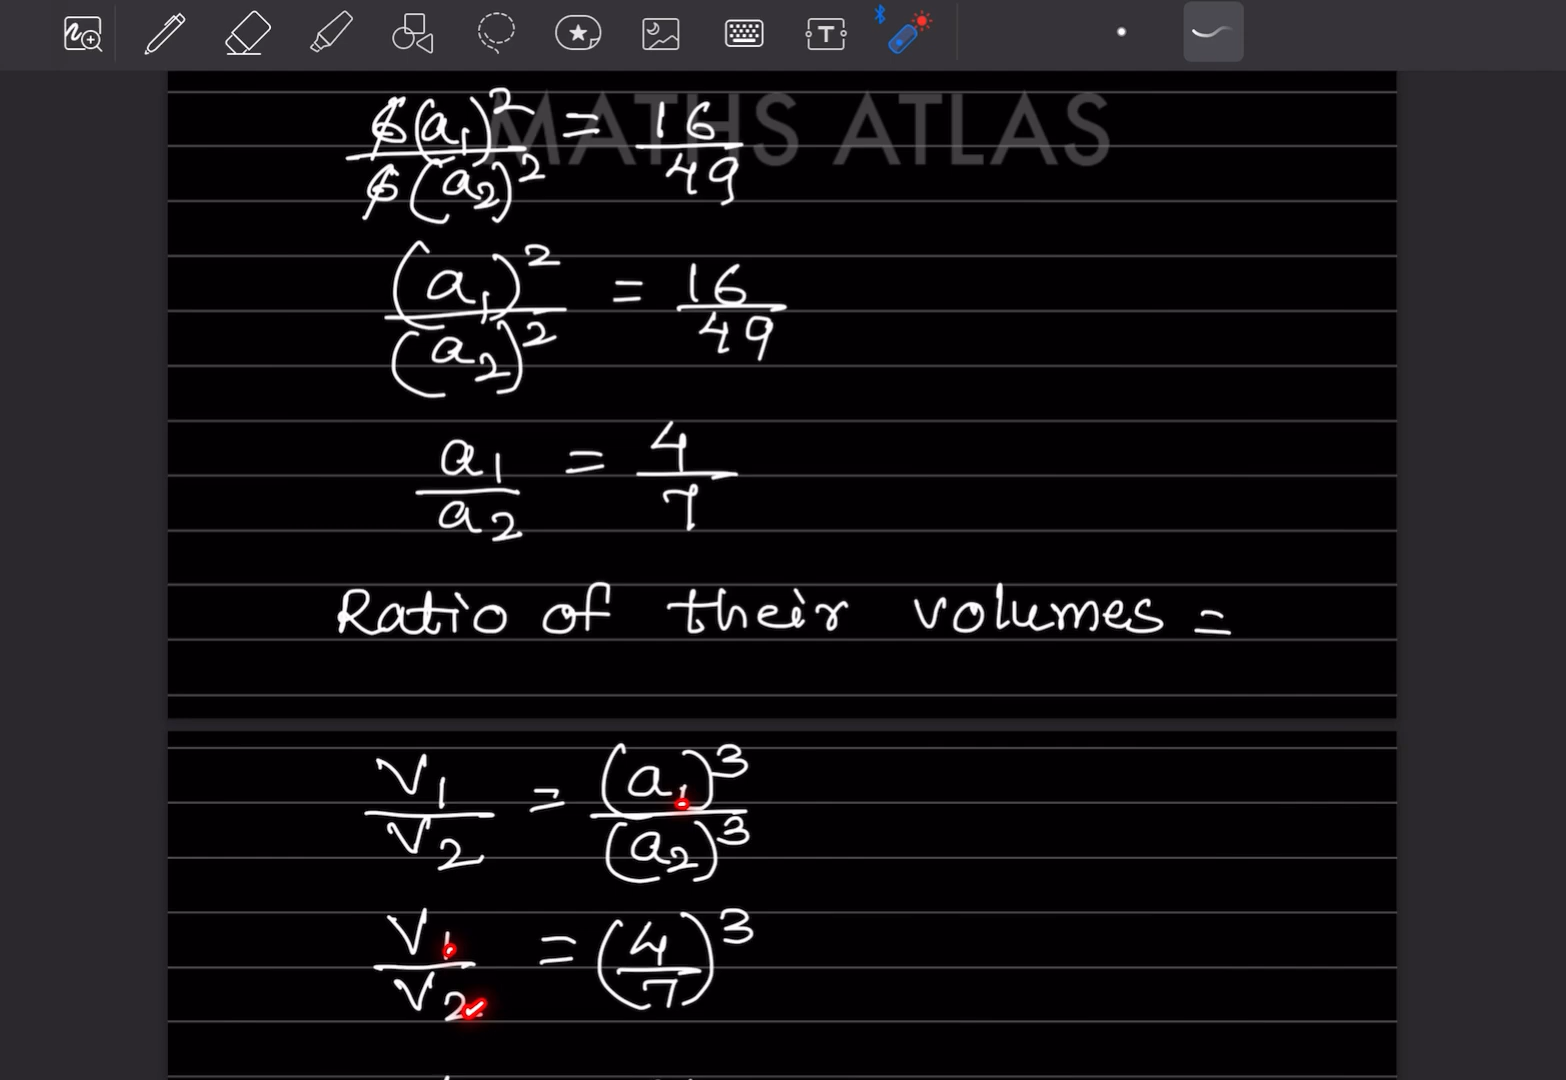 MATHS ATLAS
6(a₁)²/6(a₂)² = 16/49
(a₁)²/(a₂)² = 16/49
a₁/a₂ = 4/7
Ratio of their volumes =
V₁/V₂ = (a₁)³/(a₂)³
V₁/V₂ = (4/7)³